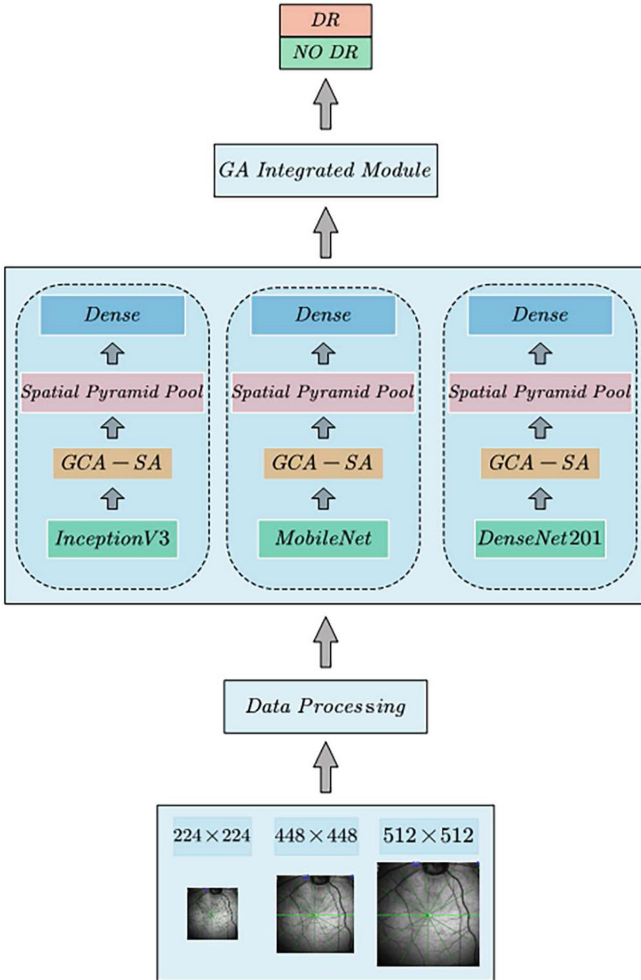 DR
NO DR
GA Integrated Module
Dense
Dense
Dense
Spatial Pyramid Pool
Spatial Pyramid Pool
Spatial Pyramid Pool
GCA – SA
GCA – SA
GCA – SA
InceptionV3
MobileNet
DenseNet201
Data Processing
224 × 224
448 × 448
512 × 512